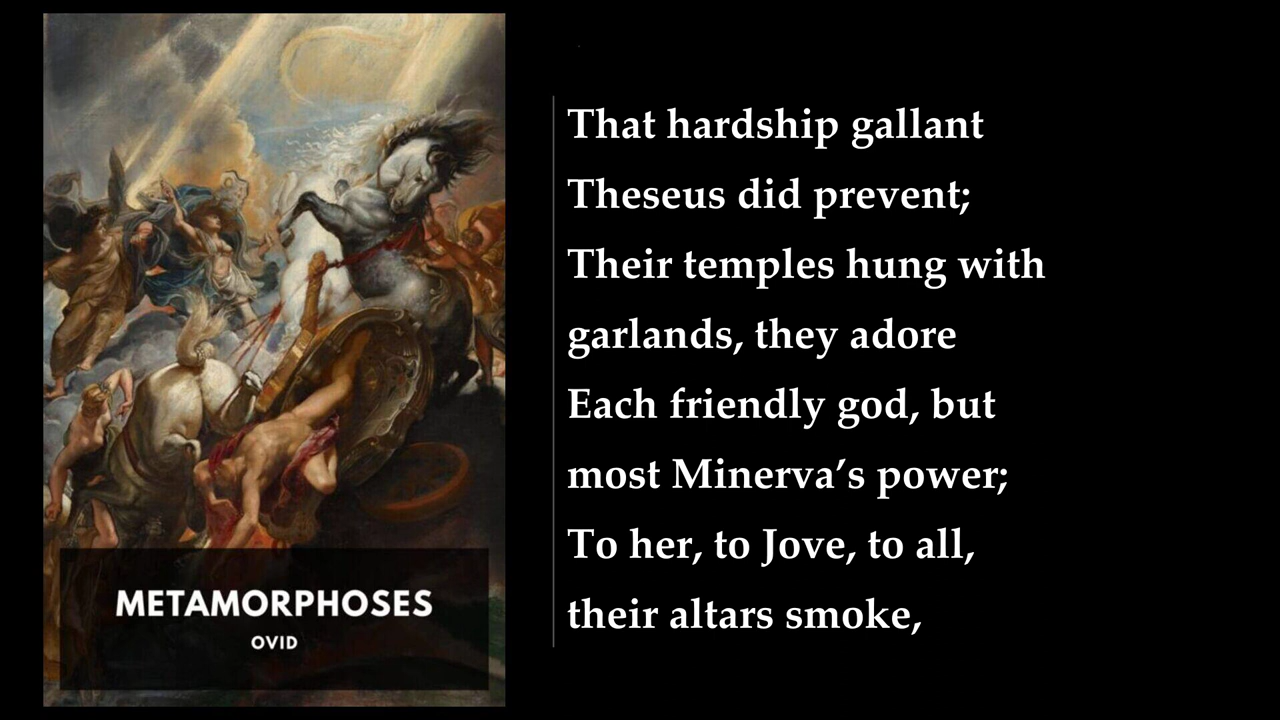 METAMORPHOSES
OVID
That hardship gallant
Theseus did prevent;
Their temples hung with
garlands, they adore
Each friendly god, but
most Minerva’s power;
To her, to Jove, to all,
their altars smoke,